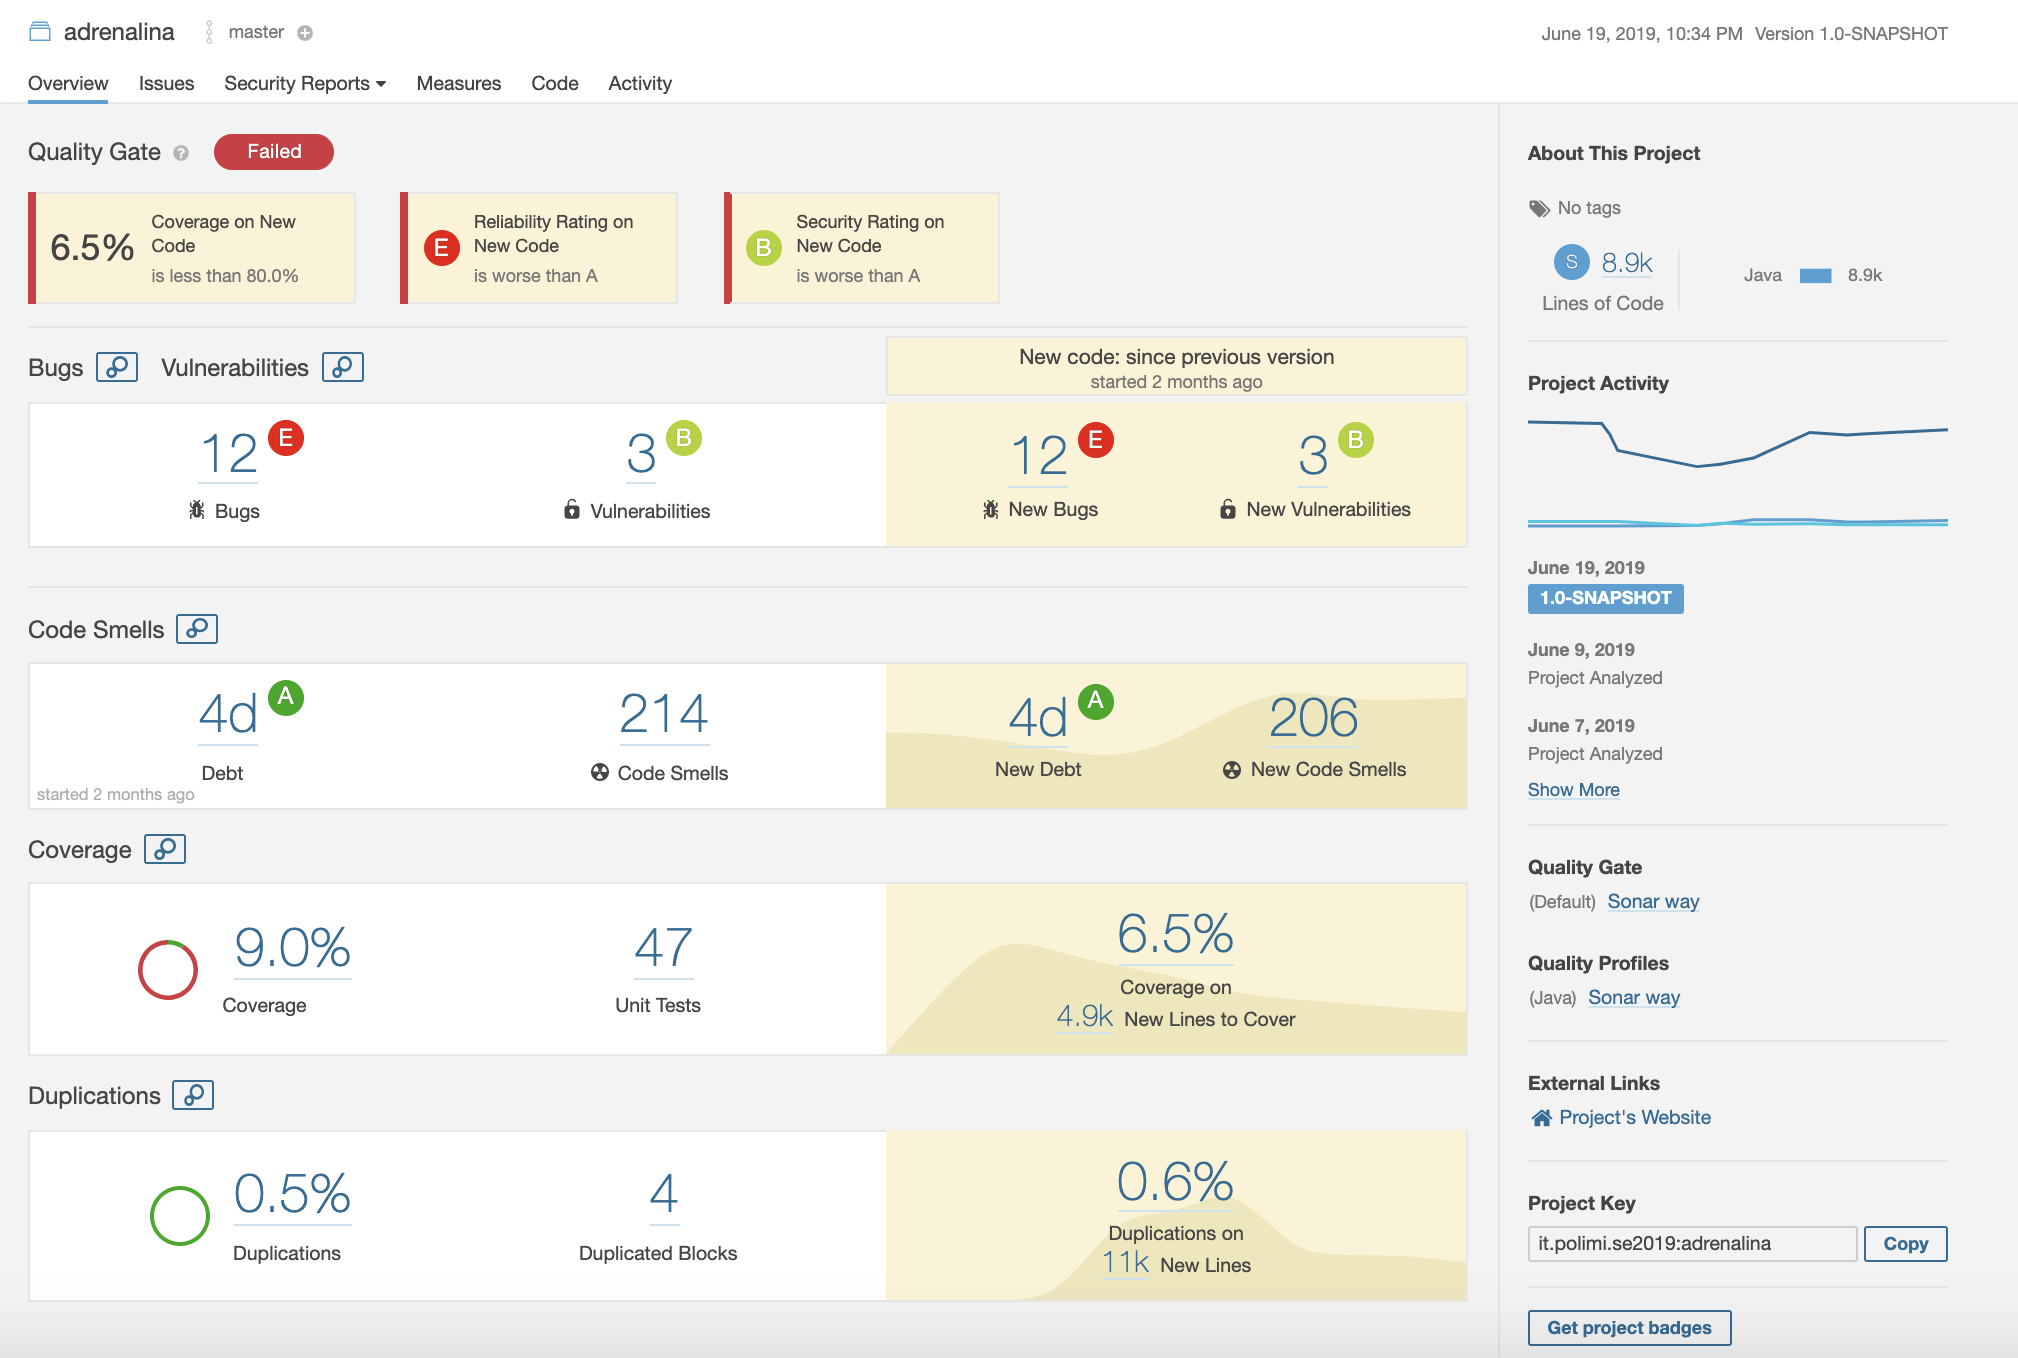 adrenalina master
June 19, 2019, 10:34 PM Version 1.0-SNAPSHOT
Overview Issues Security Reports Measures Code Activity
Quality Gate ? Failed
6.5%
Coverage on New
Code
is less than 80.0%
E
Reliability Rating on
New Code
is worse than A
B
Security Rating on
New Code
is worse than A
Bugs Vulnerabilities
New code: since previous version
started 2 months ago
12 E
Bugs
3 B
Vulnerabilities
12 E
New Bugs
3 B
New Vulnerabilities
Code Smells
4d A
Debt
started 2 months ago
214
Code Smells
4d A
New Debt
206
New Code Smells
Coverage
9.0%
Coverage
47
Unit Tests
6.5%
Coverage on
4.9k New Lines to Cover
Duplications
0.5%
Duplications
4
Duplicated Blocks
0.6%
Duplications on
11k New Lines
About This Project
No tags
S 8.9k
Lines of Code
Java 8.9k
Project Activity
June 19, 2019
1.0-SNAPSHOT
June 9, 2019
Project Analyzed
June 7, 2019
Project Analyzed
Show More
Quality Gate
(Default) Sonar way
Quality Profiles
(Java) Sonar way
External Links
Project's Website
Project Key
it.polimi.se2019:adrenalina Copy
Get project badges